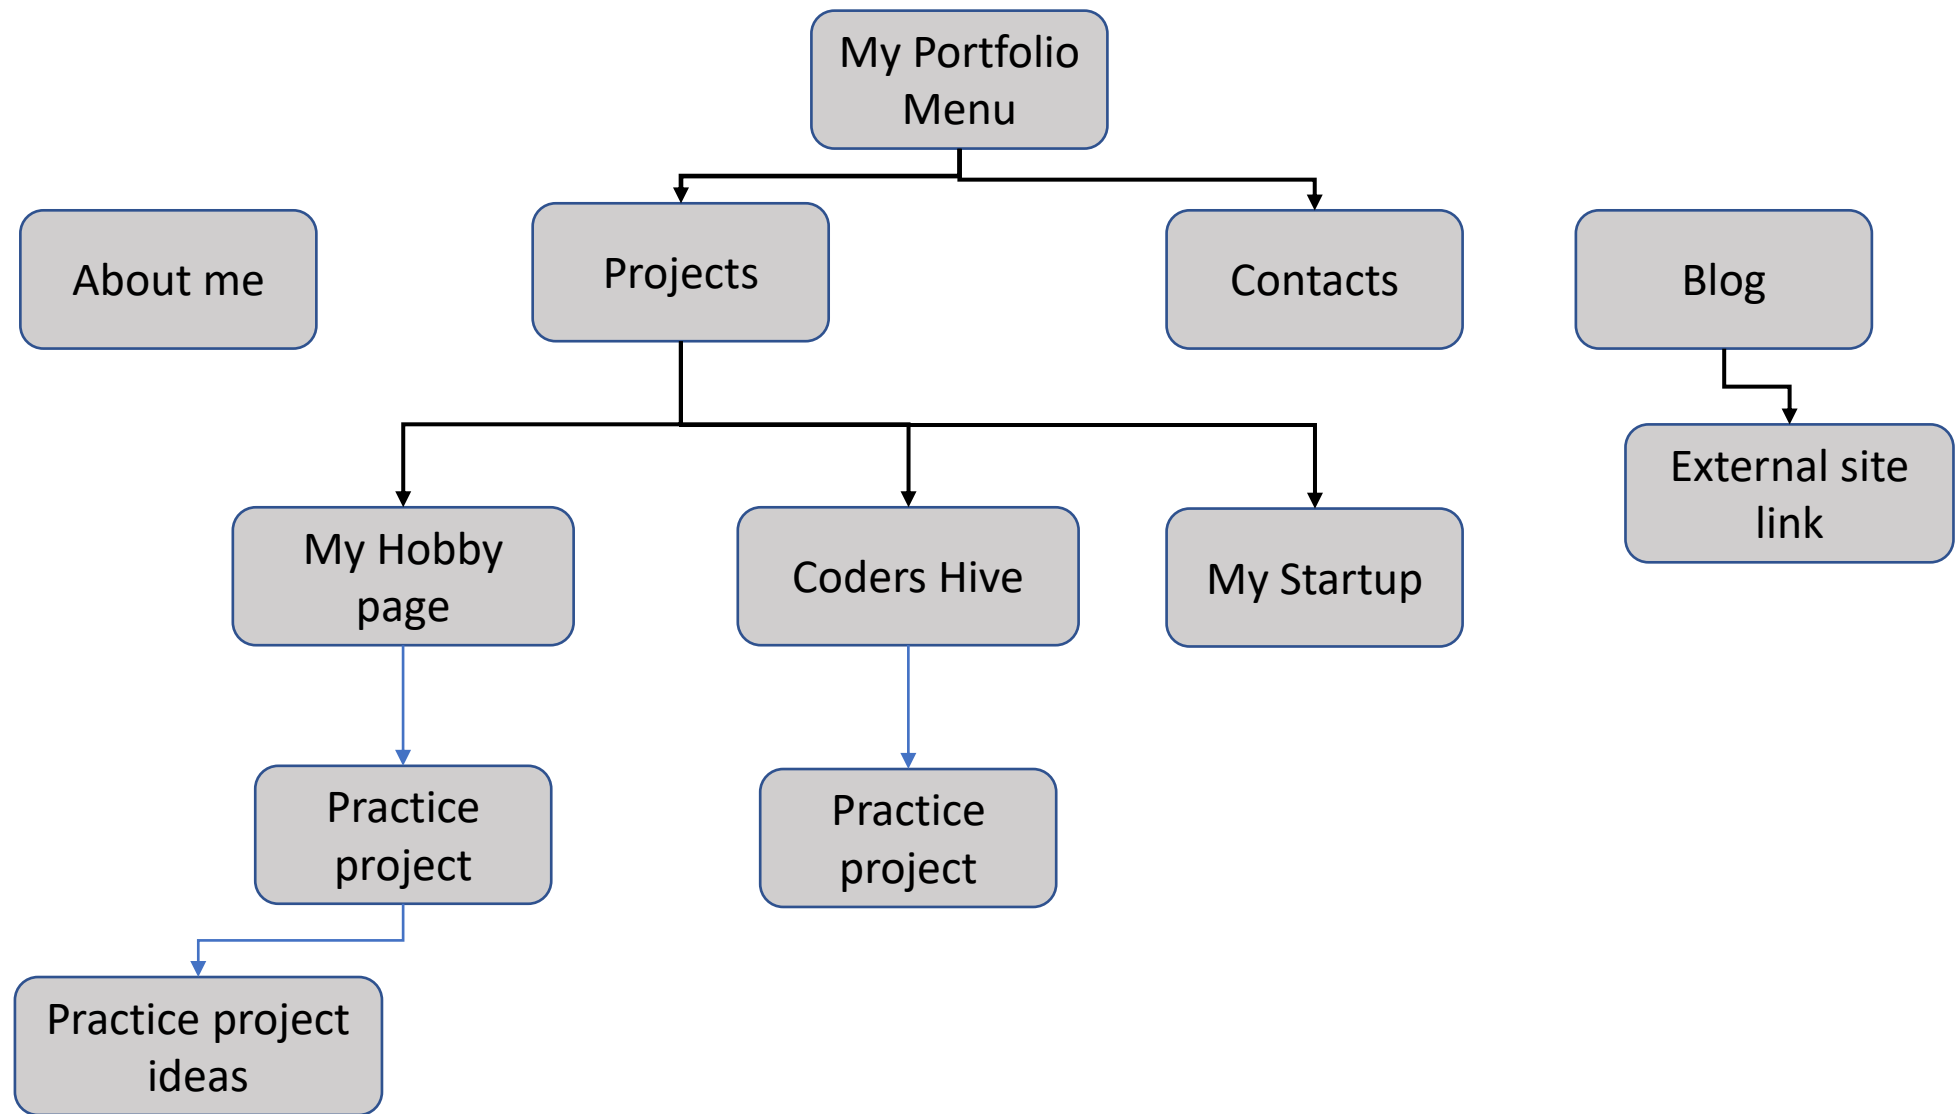 My Portfolio
Menu
About me
Projects
Contacts
Blog
External site
link
My Hobby
page
Coders Hive
My Startup
Practice
project
Practice
project
Practice project
ideas